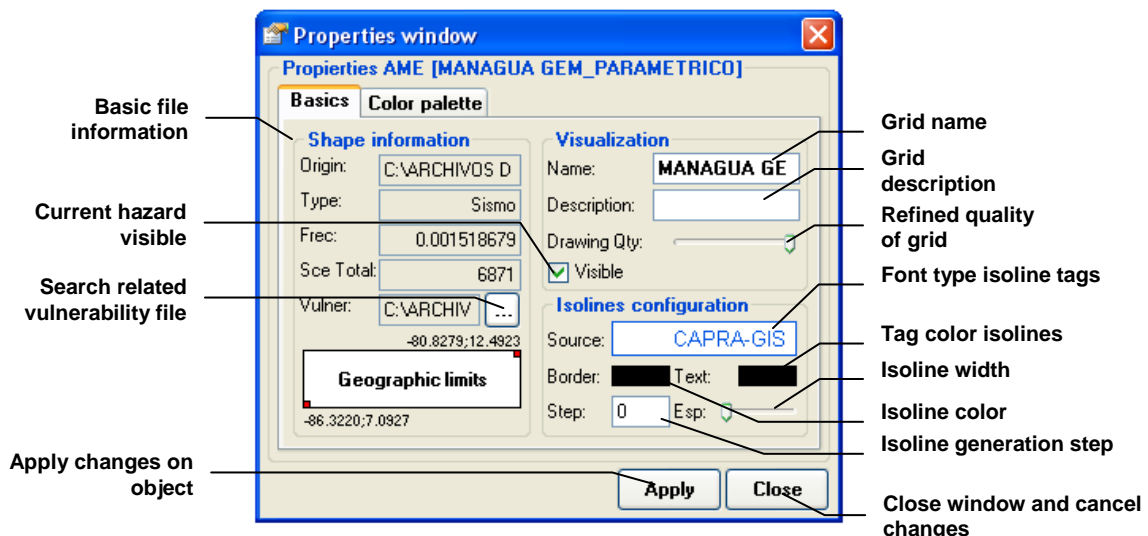 Properties window
Propierties AME [MANAGUA GEM_PARAMETRICO]
Basics
Color palette
Basic file
information
Shape information
Origin: C:\ARCHIVOS D
Type: Sismo
Frec: 0.001518679
Sce Total: 6871
Vulner: C:\ARCHIV ...
-80.8279;12.4923
Geographic limits
-86.3220;7.0927
Current hazard
visible
Search related
vulnerability file
Apply changes on
object
Visualization
Name: MANAGUA GE
Description:
Drawing Qty:
Visible
Isolines configuration
Source: CAPRA-GIS
Border: Text:
Step: 0 Esp:
Apply
Close
Grid name
Grid
description
Refined quality
of grid
Font type isoline tags
Tag color isolines
Isoline width
Isoline color
Isoline generation step
Close window and cancel
changes